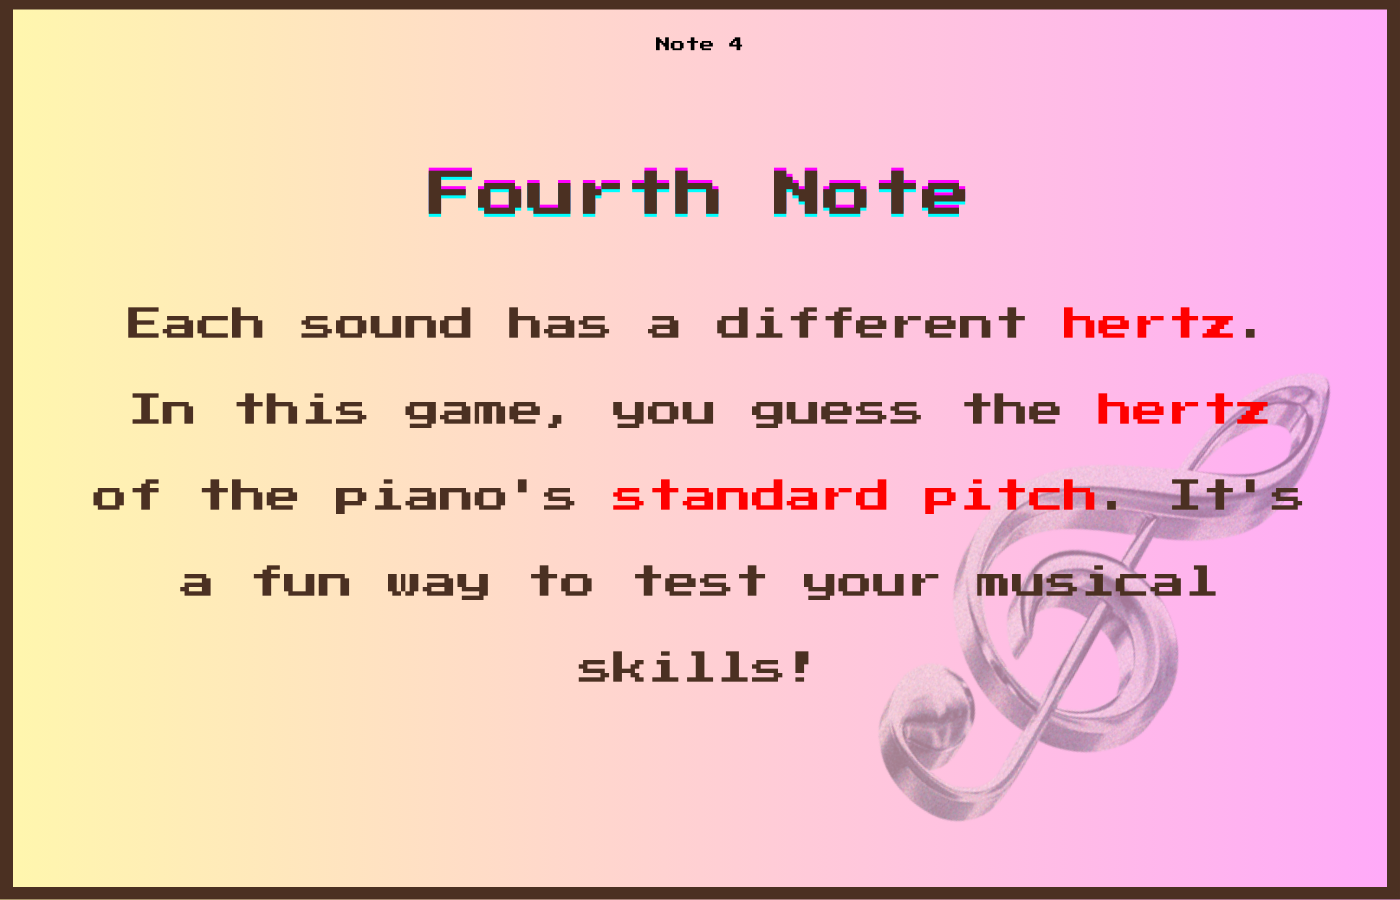 Note 4
Fourth Note
Each sound has a different hertz.
In this game, you guess the hertz
of the piano's standard pitch. It's
a fun way to test your musical
skills!